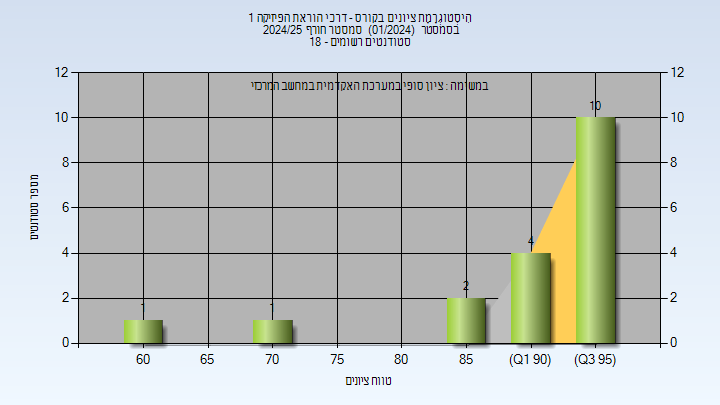 היסטוגרמת ציונים בקורס - דרכי הוראת הפיזיקה 1
בסמסטר (01/2024) סמסטר חורף 2024/25
סטודנטים רשומים - 18
במשימה : ציון סופי במערכת האקדמית במחשב המרכזי
12 12
10 10 10
8 8
6 6
4 4 4
2 2 2
1 1
0 0
60 65 70 75 80 85 (Q1 90) (Q3 95)
מספר סטודנטים
טווח ציונים